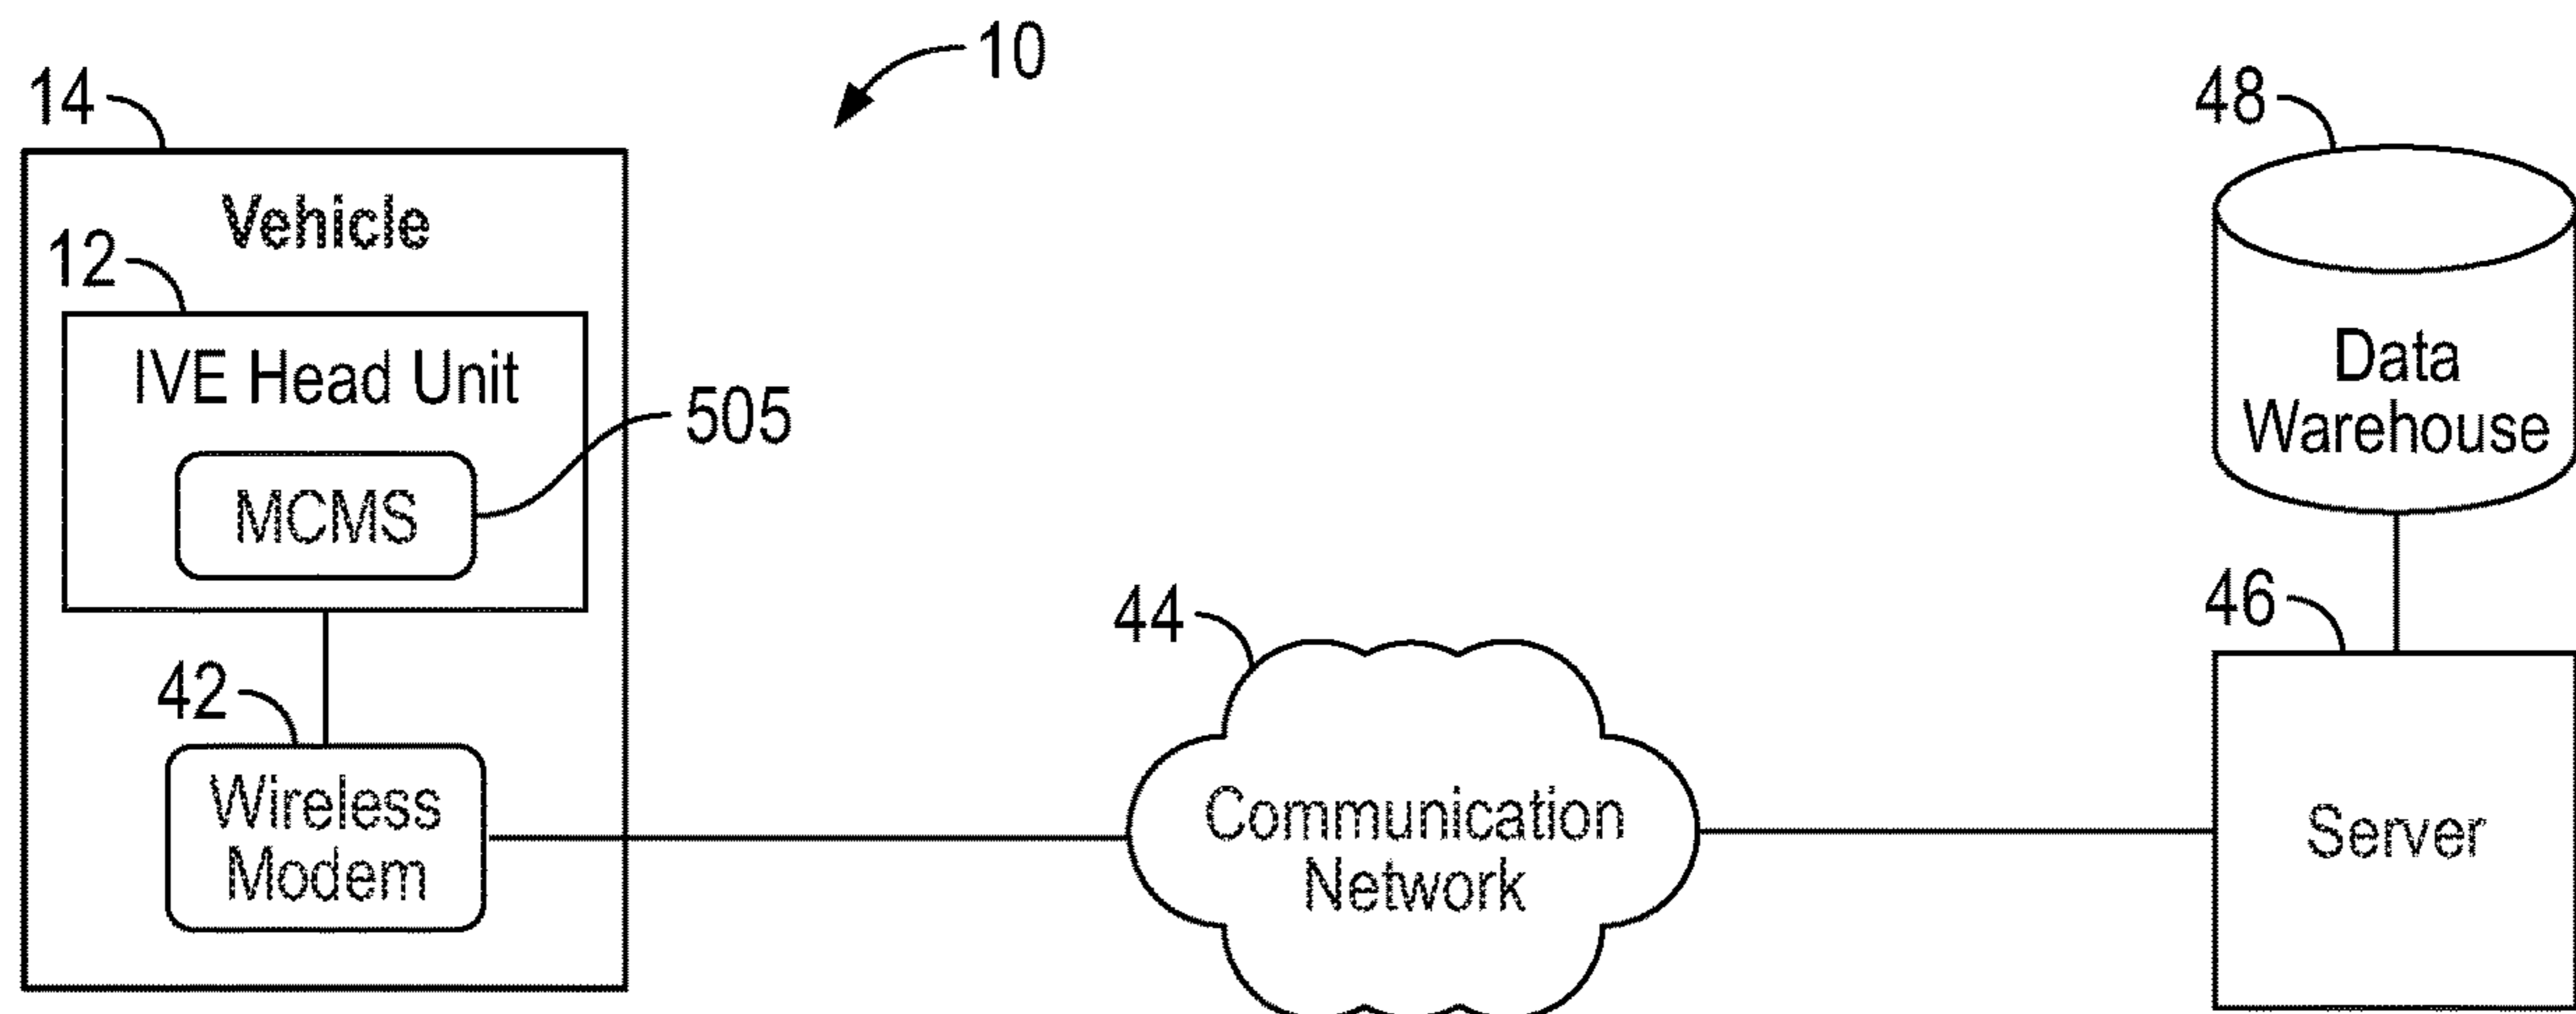 10
14
48
Vehicle
12
IVE Head Unit
Data
Warehouse
505
MCMS
44
46
42
Wireless
Modem
Communication
Network
Server